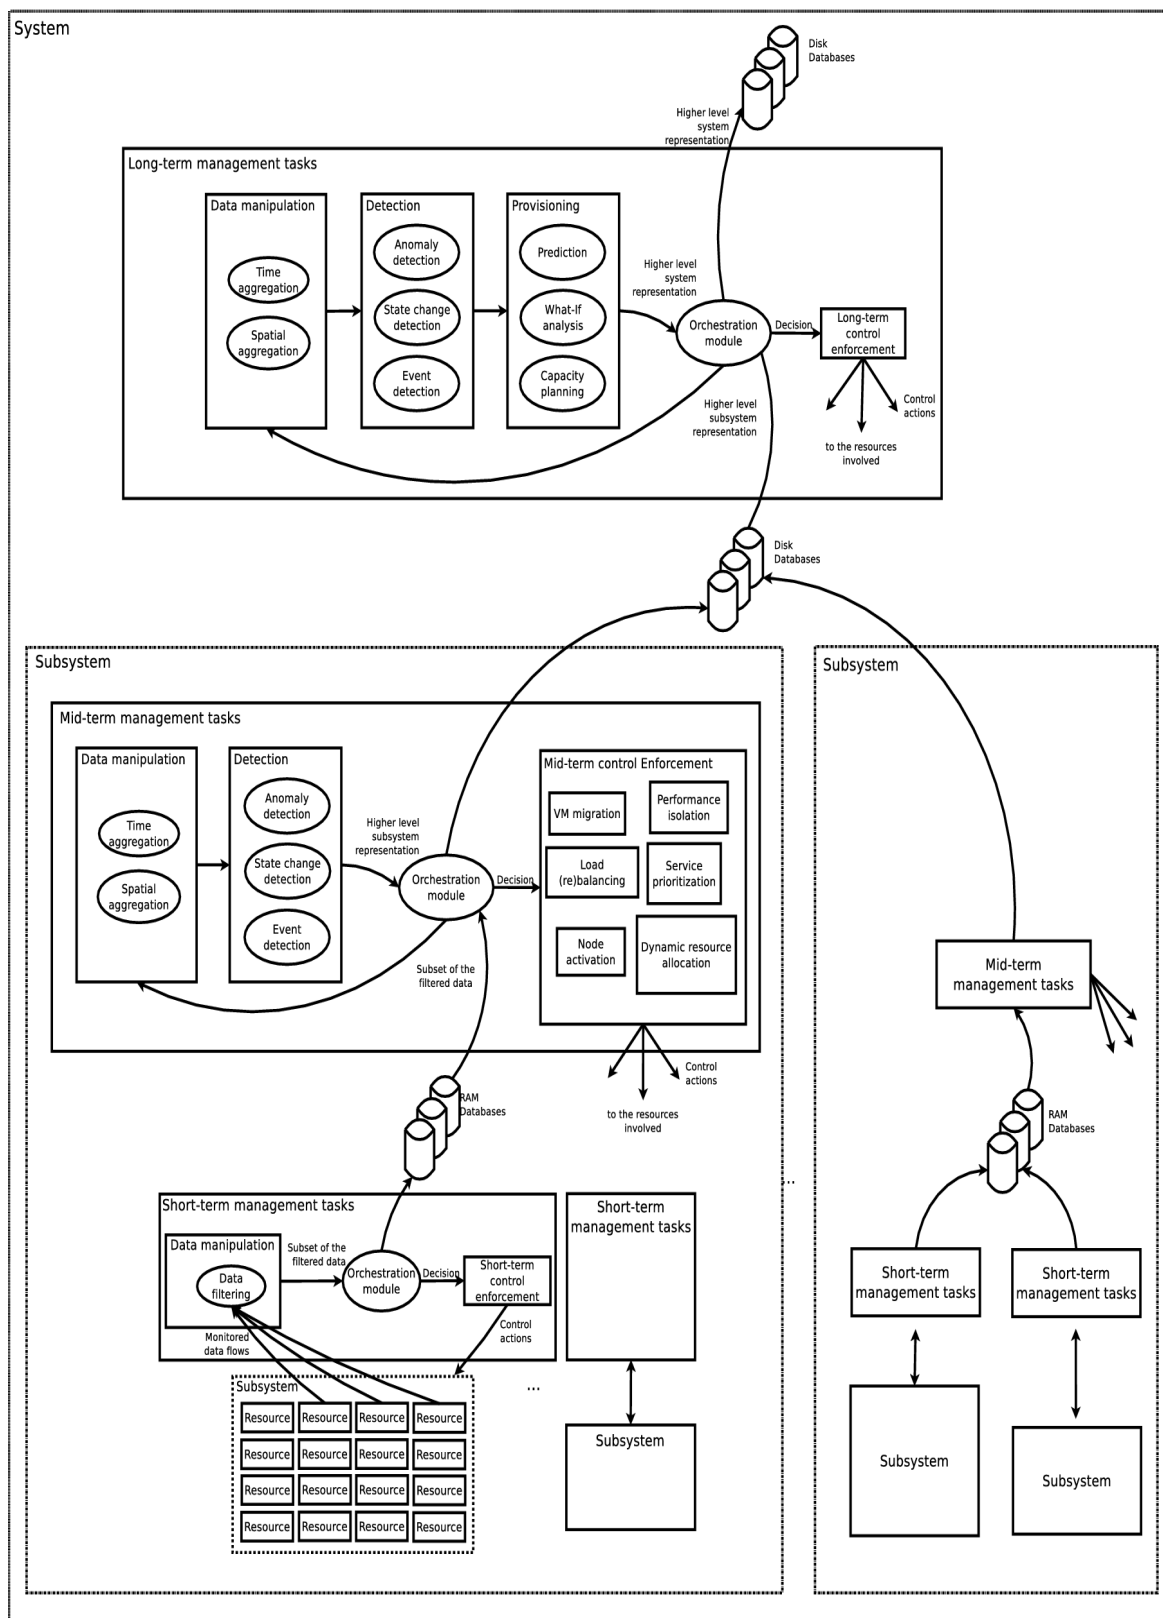 System
Disk
Databases
Higher level
system
representation
Long-term management tasks
Data manipulation
Time
aggregation
Spatial
aggregation
Detection
Anomaly
detection
State change
detection
Event
detection
Provisioning
Prediction
What-If
analysis
Capacity
planning
Higher level
system
representation
Orchestration
module
Decision
Long-term
control
enforcement
Control
actions
to the resources
involved
Higher level
subsystem
representation
Disk
Databases
Subsystem
Mid-term management tasks
Data manipulation
Time
aggregation
Spatial
aggregation
Detection
Anomaly
detection
State change
detection
Event
detection
Higher level
subsystem
representation
Orchestration
module
Decision
Subset of the
filtered data
Mid-term control Enforcement
VM migration
Performance
isolation
Load
(re)balancing
Service
prioritization
Node
activation
Dynamic resource
allocation
Control
actions
to the resources
involved
RAM
Databases
Short-term management tasks
Data manipulation
Data
filtering
Subset of the
filtered data
Orchestration
module
Decision
Short-term
control
enforcement
Monitored
data flows
Control
actions
Subsystem
Resource Resource Resource Resource
Resource Resource Resource Resource
Resource Resource Resource Resource
Resource Resource Resource Resource
...
Short-term
management tasks
Subsystem
...
Subsystem
Mid-term
management tasks
RAM
Databases
Short-term
management tasks
Short-term
management tasks
Subsystem
Subsystem